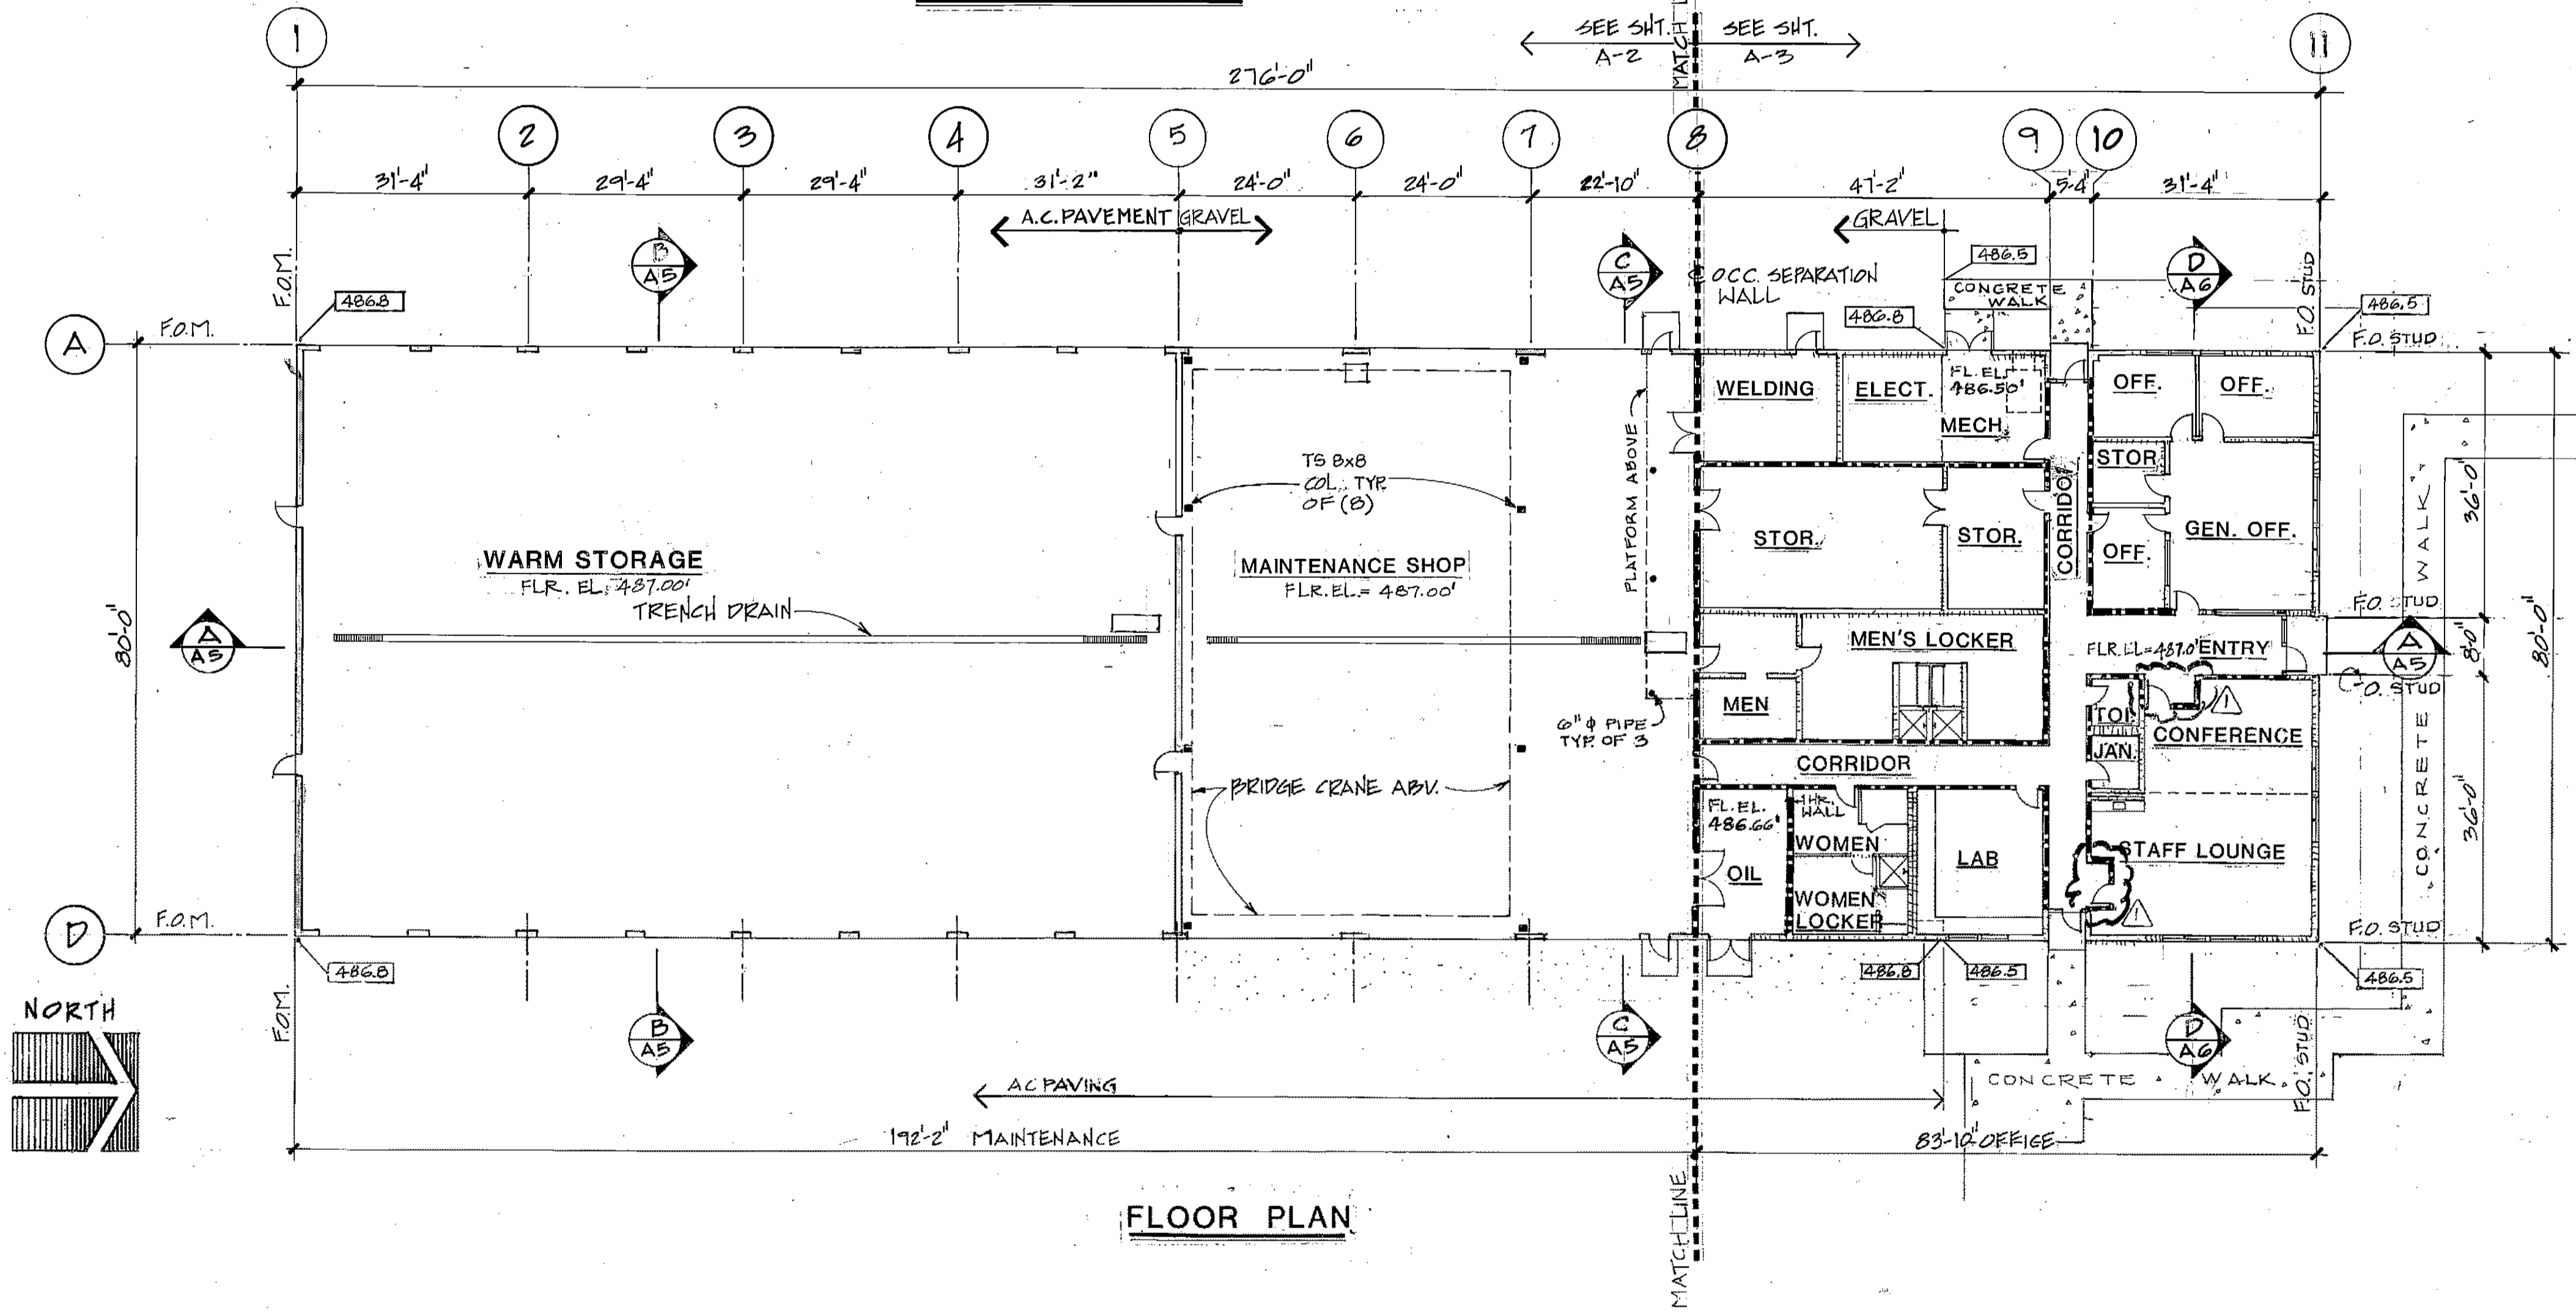 SEE SHT. A-2
SEE SHT. A-3
MATCH L
1
11
276'-0"
2
3
4
5
6
7
8
9
10
31'-4"
29'-4"
29'-4"
31'-2"
24'-0"
24'-0"
22'-10"
47'-2"
5'-4"
31'-4"
A.C. PAVEMENT
GRAVEL
GRAVEL
F.O.M.
B
A5
C
A5
℄ OCC. SEPARATION
WALL
486.5
CONCRETE
WALK
D
A6
F.O. STUD
486.8
486.8
486.5
A
F.O.M.
F.O. STUD
WELDING
ELECT.
FL. EL.
486.50'
MECH.
OFF.
OFF.
PLATFORM ABOVE
TS 8x8
COL. TYP.
OF (8)
STOR
STOR.
STOR.
CORRIDO
OFF.
GEN. OFF.
WARM STORAGE
FLR. EL. 487.00'
TRENCH DRAIN
MAINTENANCE SHOP
FLR. EL. = 487.00'
36'-0"
CONCRETE WALK
F.O. STUD
80'-0"
A
A5
MEN'S LOCKER
FLR. EL = 487.0'
ENTRY
A
A5
8'-0"
80'-0"
O. STUD
MEN
6" φ PIPE
TYP. OF 3
TOI.
1
CONFERENCE
JAN.
CORRIDOR
BRIDGE CRANE ABV.
FL. EL.
486.66'
1 HR.
WALL
WOMEN
OIL
WOMEN
LOCKER
LAB
STAFF LOUNGE
1
36'-0"
D
F.O.M.
F.O. STUD
486.8
486.8
486.5
486.5
NORTH
F.O.M.
B
A5
C
A5
D
A6
F.O. STUD
AC PAVING
CONCRETE WALK
192'-2" MAINTENANCE
83'-10" OFFICE
MATCH LINE
FLOOR PLAN